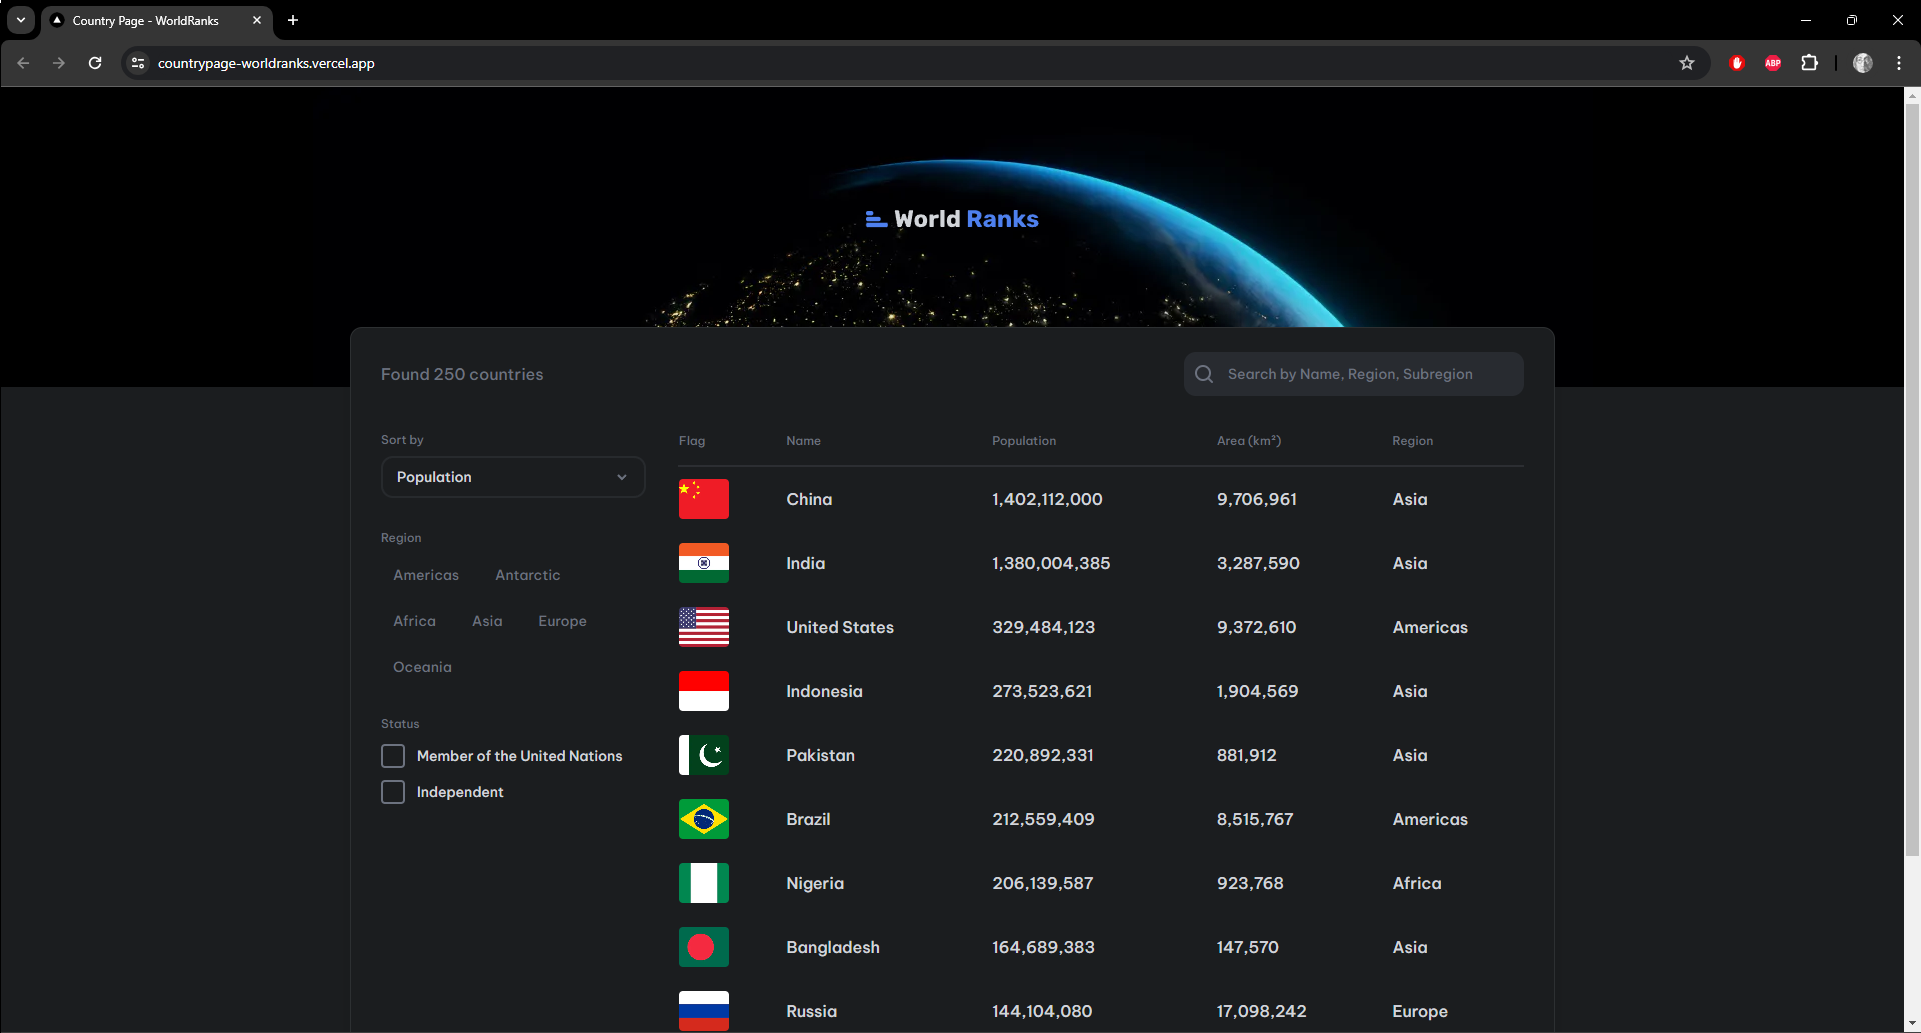 Country Page - WorldRanks
countrypage-worldranks.vercel.app
ABP
World Ranks
Found 250 countries
Search by Name, Region, Subregion
Sort by
Population
Region
Americas Antarctic
Africa Asia Europe
Oceania
Status
Member of the United Nations
Independent
Flag Name Population Area (km²) Region
China 1,402,112,000 9,706,961 Asia
India 1,380,004,385 3,287,590 Asia
United States 329,484,123 9,372,610 Americas
Indonesia 273,523,621 1,904,569 Asia
Pakistan 220,892,331 881,912 Asia
Brazil 212,559,409 8,515,767 Americas
Nigeria 206,139,587 923,768 Africa
Bangladesh 164,689,383 147,570 Asia
Russia 144,104,080 17,098,242 Europe